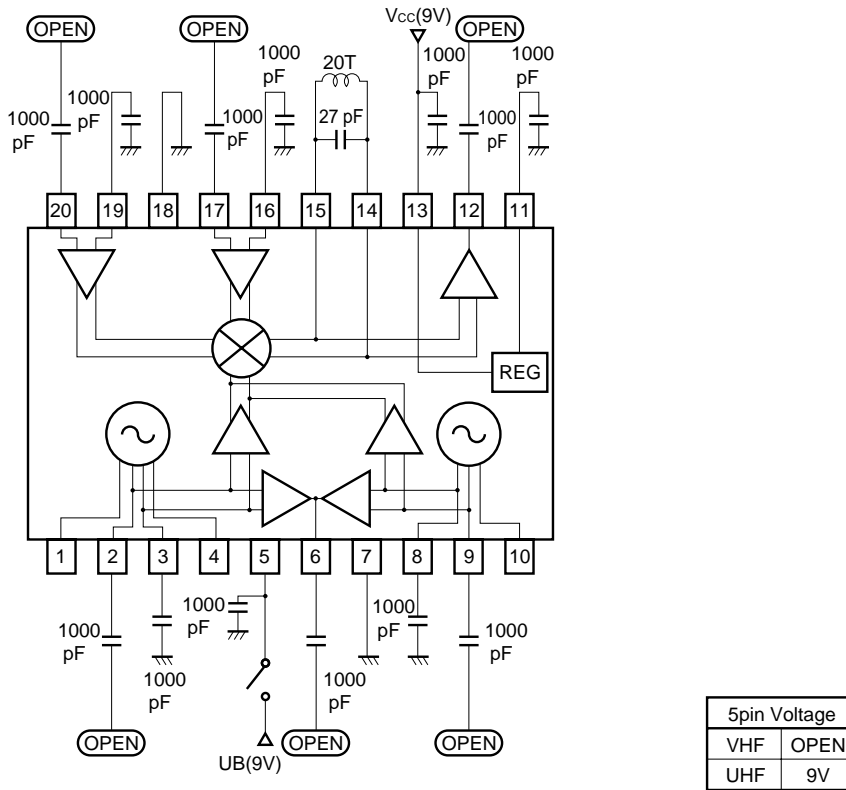 OPEN
OPEN
VCC(9V)
OPEN
1000
pF
1000
pF
20T
1000
pF
1000
pF
1000
pF
1000
pF
1000
pF
27 pF
1000
pF
20 19 18 17 16 15 14 13 12 11
REG
1 2 3 4 5 6 7 8 9 10
1000
pF
1000
pF
1000
pF
1000
pF
1000
pF
1000
pF
OPEN
UB(9V)
OPEN
OPEN
5pin Voltage
VHF OPEN
UHF 9V